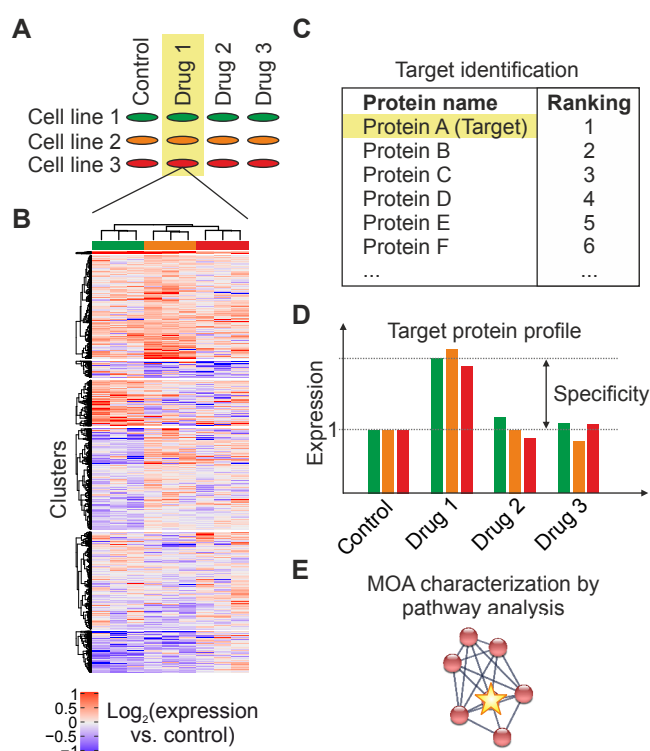 A
Control
Drug 1
Drug 2
Drug 3
Cell line 1
Cell line 2
Cell line 3
B
Clusters
1
0.5
0
−0.5
−1
Log2(expression
vs. control)
C
Target identification
Protein name Ranking
Protein A (Target) 1
Protein B 2
Protein C 3
Protein D 4
Protein E 5
Protein F 6
... ...
D
Target protein profile
Expression
1
Specificity
Control
Drug 1
Drug 2
Drug 3
E
MOA characterization by
pathway analysis